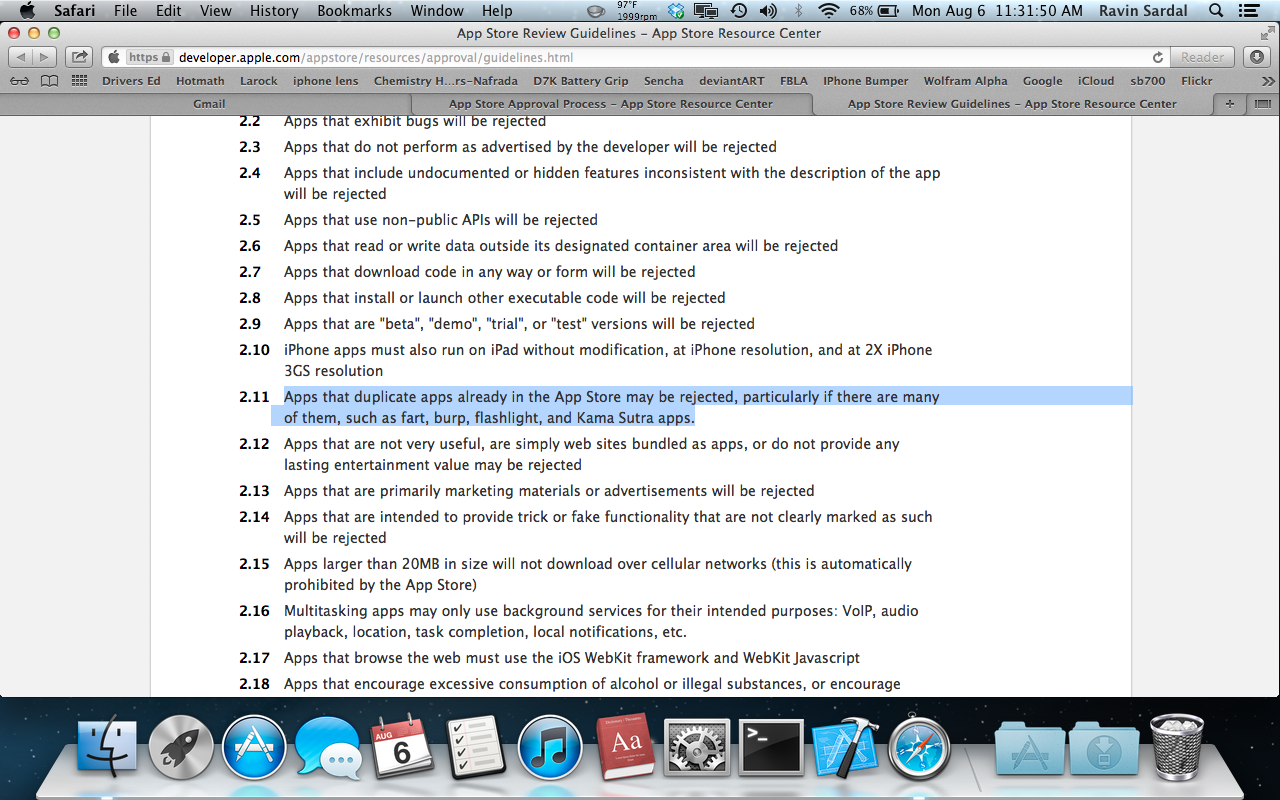 Safari File Edit View History Bookmarks Window Help 97°F 1999rpm 68% Mon Aug 6 11:31:50 AM Ravin Sardal
App Store Review Guidelines – App Store Resource Center
https developer.apple.com/appstore/resources/approval/guidelines.html Reader
Drivers Ed Hotmath Larock iphone lens Chemistry H...rs-Nafrada D7K Battery Grip Sencha deviantART FBLA IPhone Bumper Wolfram Alpha Google iCloud sb700 Flickr
Gmail App Store Approval Process – App Store Resource Center App Store Review Guidelines – App Store Resource Center
2.2 Apps that exhibit bugs will be rejected
2.3 Apps that do not perform as advertised by the developer will be rejected
2.4 Apps that include undocumented or hidden features inconsistent with the description of the app
will be rejected
2.5 Apps that use non-public APIs will be rejected
2.6 Apps that read or write data outside its designated container area will be rejected
2.7 Apps that download code in any way or form will be rejected
2.8 Apps that install or launch other executable code will be rejected
2.9 Apps that are "beta", "demo", "trial", or "test" versions will be rejected
2.10 iPhone apps must also run on iPad without modification, at iPhone resolution, and at 2X iPhone
3GS resolution
2.11 Apps that duplicate apps already in the App Store may be rejected, particularly if there are many
of them, such as fart, burp, flashlight, and Kama Sutra apps.
2.12 Apps that are not very useful, are simply web sites bundled as apps, or do not provide any
lasting entertainment value may be rejected
2.13 Apps that are primarily marketing materials or advertisements will be rejected
2.14 Apps that are intended to provide trick or fake functionality that are not clearly marked as such
will be rejected
2.15 Apps larger than 20MB in size will not download over cellular networks (this is automatically
prohibited by the App Store)
2.16 Multitasking apps may only use background services for their intended purposes: VoIP, audio
playback, location, task completion, local notifications, etc.
2.17 Apps that browse the web must use the iOS WebKit framework and WebKit Javascript
2.18 Apps that encourage excessive consumption of alcohol or illegal substances, or encourage
AUG
6
Aa
>_